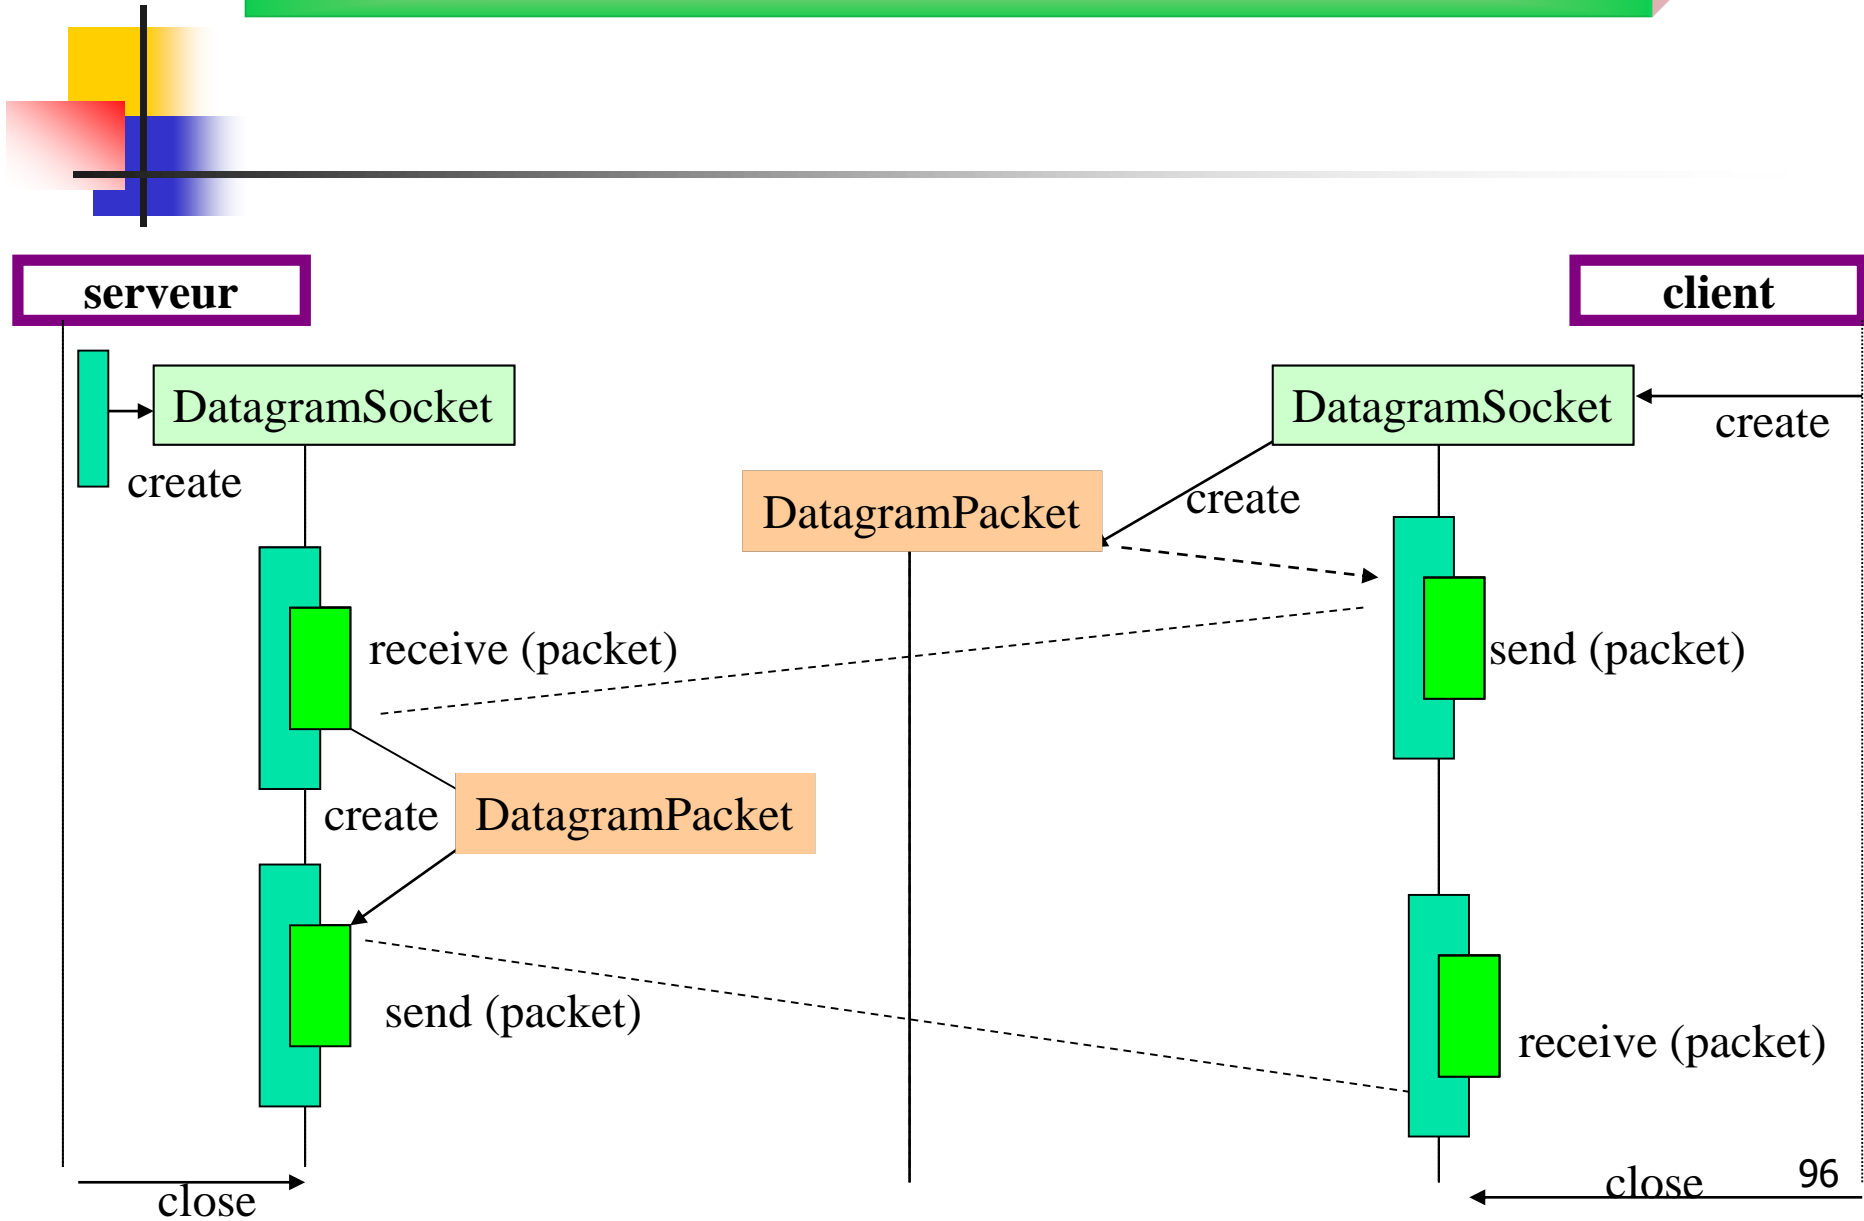 serveur
client
DatagramSocket
DatagramSocket
create
create
DatagramPacket
create
receive (packet)
send (packet)
create
DatagramPacket
send (packet)
receive (packet)
close
close
96